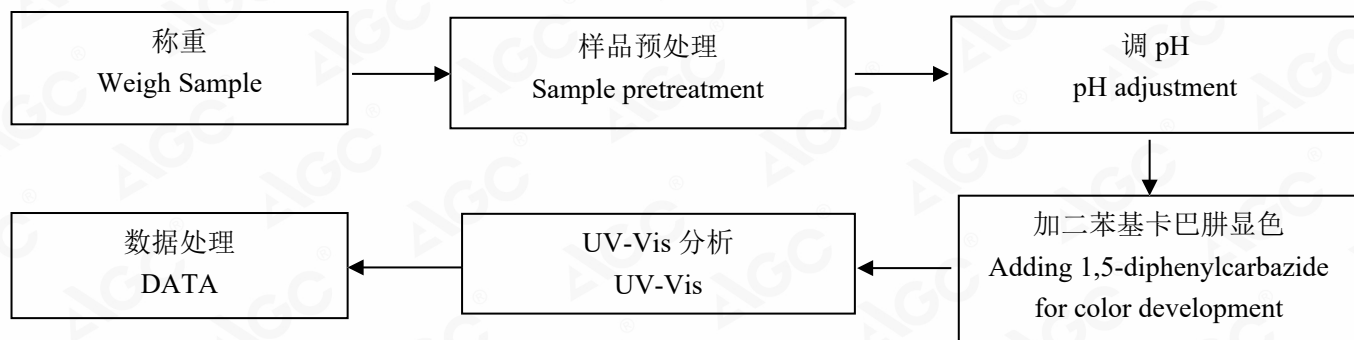 称重
Weigh Sample
样品预处理
Sample pretreatment
调 pH
pH adjustment
加二苯基卡巴肼显色
Adding 1,5-diphenylcarbazide
for color development
UV-Vis 分析
UV-Vis
数据处理
DATA